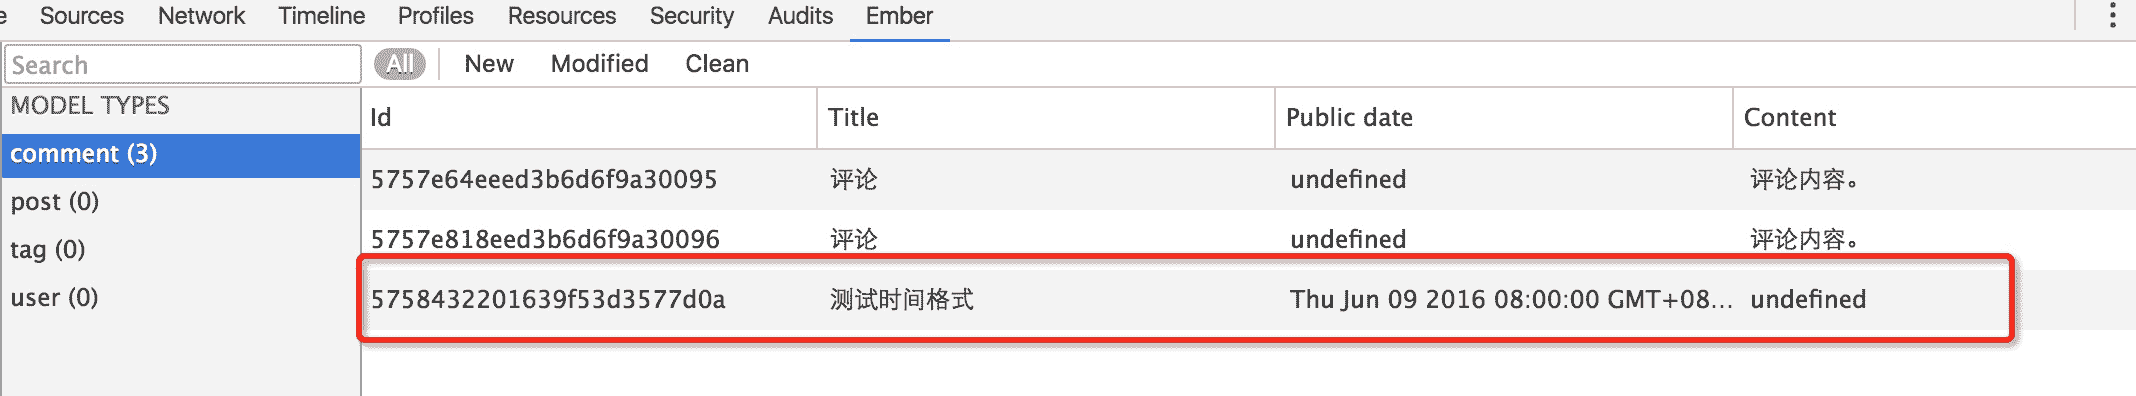 Sources Network Timeline Profiles Resources Security Audits Ember
Search All New Modified Clean
MODEL TYPES Id Title Public date Content
comment (3)
5757e64eeed3b6d6f9a30095 评论 undefined 评论内容。
post (0)
5757e818eed3b6d6f9a30096 评论 undefined 评论内容。
tag (0)
user (0) 5758432201639f53d3577d0a 测试时间格式 Thu Jun 09 2016 08:00:00 GMT+08... undefined